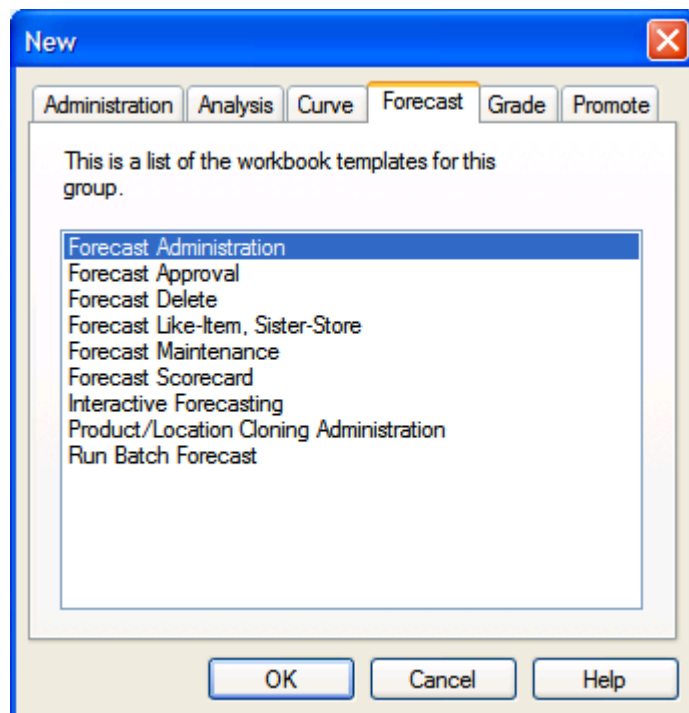 New
Administration Analysis Curve Forecast Grade Promote
This is a list of the workbook templates for this
group.
Forecast Administration
Forecast Approval
Forecast Delete
Forecast Like-Item, Sister-Store
Forecast Maintenance
Forecast Scorecard
Interactive Forecasting
Product/Location Cloning Administration
Run Batch Forecast
OK Cancel Help